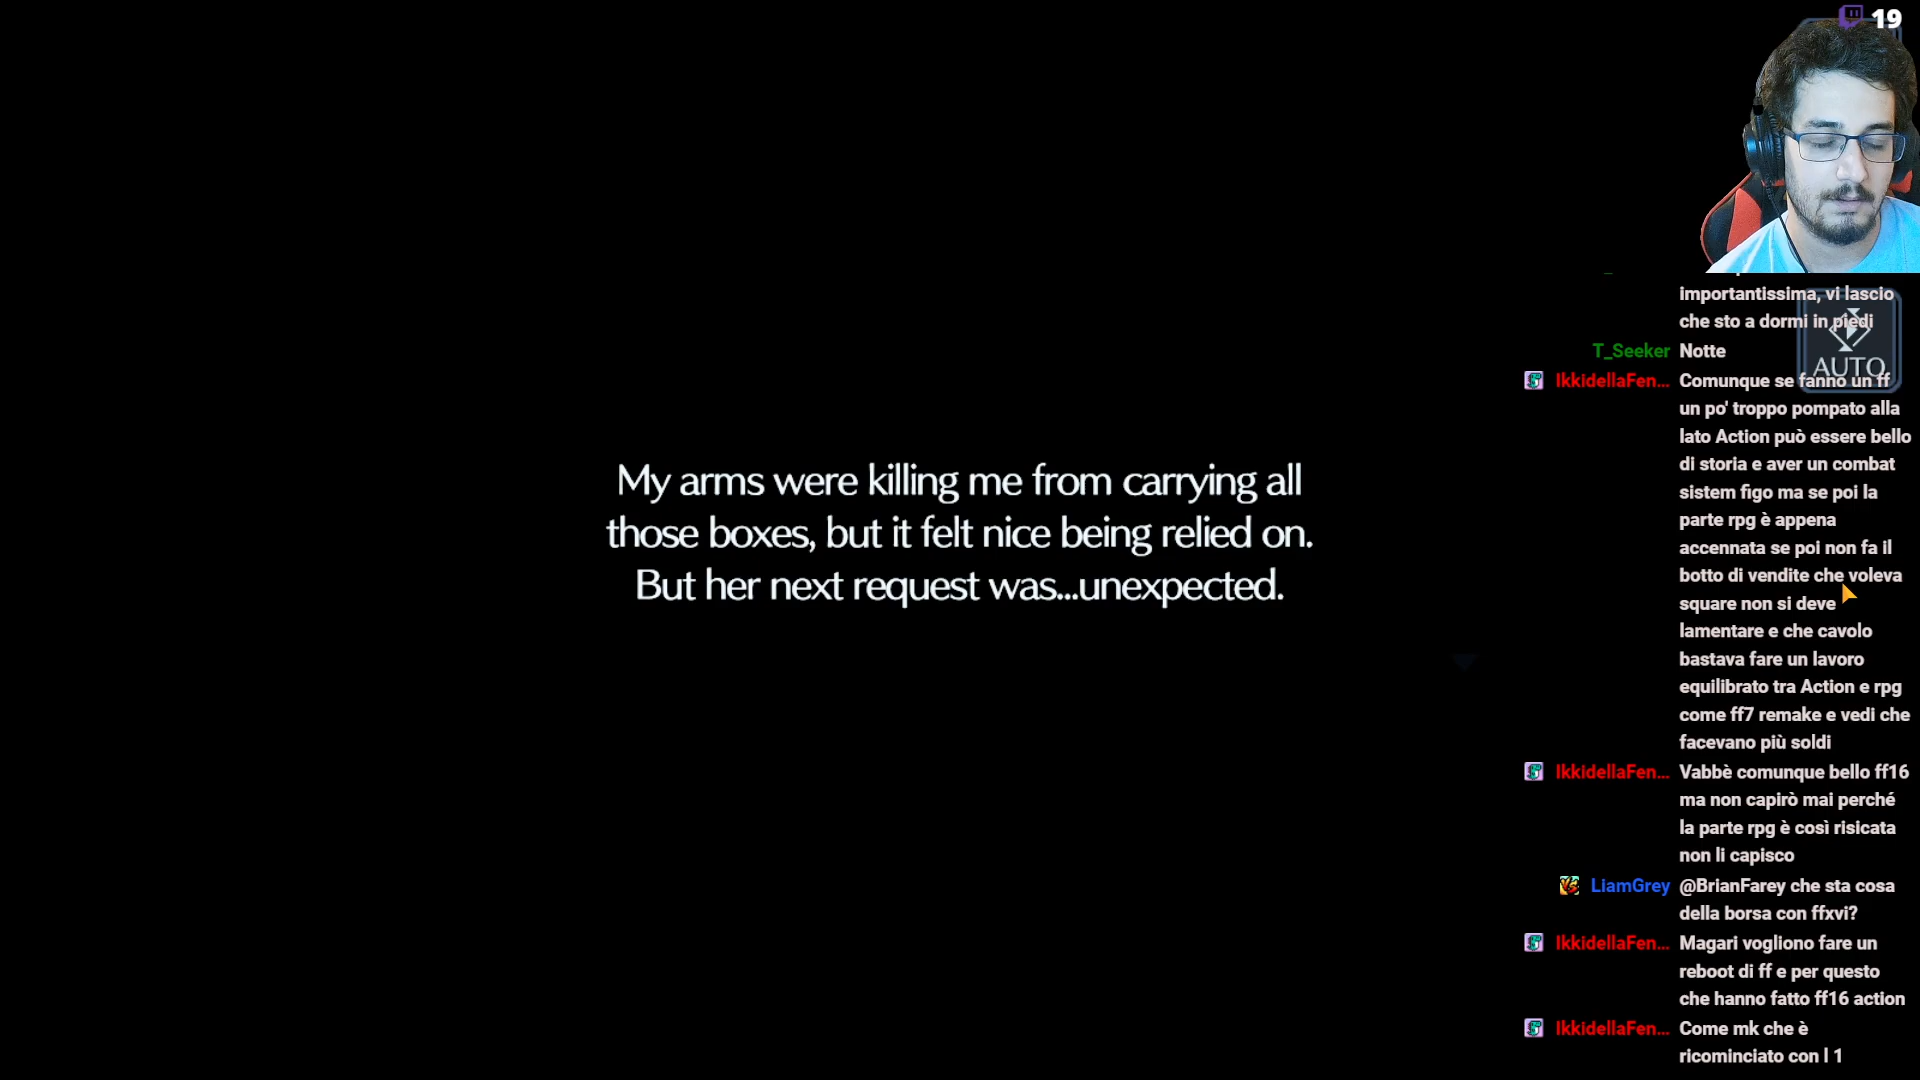 19
importantissima, vi lascio
che sto a dormi in piedi
T_Seeker Notte
AUTO
IkkidellaFen... Comunque se fanno un ff
un po' troppo pompato alla
lato Action può essere bello
di storia e aver un combat
sistem figo ma se poi la
parte rpg è appena
accennata se poi non fa il
botto di vendite che voleva
square non si deve
lamentare e che cavolo
bastava fare un lavoro
equilibrato tra Action e rpg
come ff7 remake e vedi che
facevano più soldi
IkkidellaFen... Vabbè comunque bello ff16
ma non capirò mai perché
la parte rpg è così risicata
non li capisco
LiamGrey @BrianFarey che sta cosa
della borsa con ffxvi?
IkkidellaFen... Magari vogliono fare un
reboot di ff e per questo
che hanno fatto ff16 action
IkkidellaFen... Come mk che è
ricominciato con l 1
My arms were killing me from carrying all
those boxes, but it felt nice being relied on.
But her next request was...unexpected.